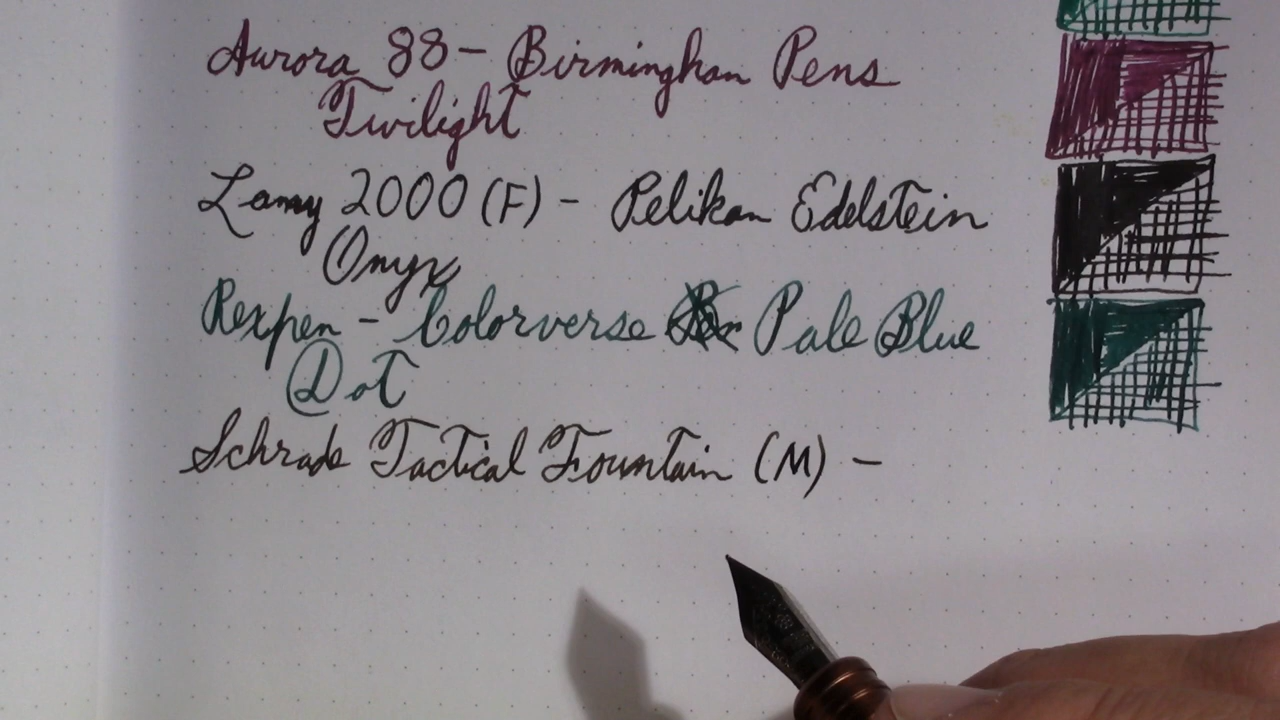 Aurora 88 - Birmingham Pens
Twilight
Lamy 2000 (F) - Pelikan Edelstein
Onyx
Rexpen - Colorverse Pale Blue
Dot
Schrade Tactical Fountain (M) -